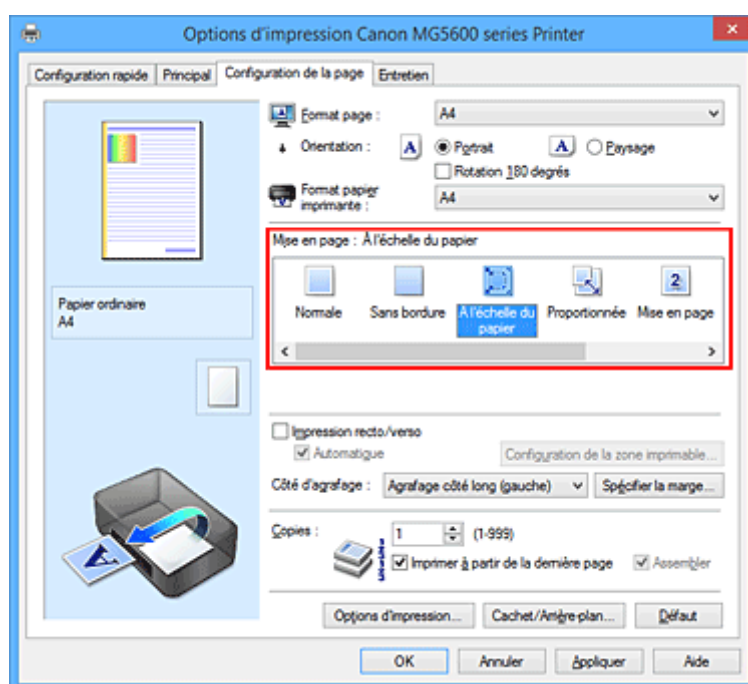 Options d'impression Canon MG5600 series Printer
Configuration rapide Principal Configuration de la page Entretien
Format page : A4
Orientation : A Portrait A Paysage
Rotation 180 degrés
Format papier
imprimante : A4
Mise en page : À l'échelle du papier
Normale Sans bordure À l'échelle du
papier Proportionnée Mise en page
2
Papier ordinaire
A4
Impression recto/verso
Automatique Configuration de la zone imprimable...
Côté d'agrafage : Agrafage côté long (gauche) Spécifier la marge...
Copies : 1 (1-999)
Imprimer à partir de la dernière page Assembler
A
Options d'impression... Cachet/Arrière-plan... Défaut
OK Annuler Appliquer Aide